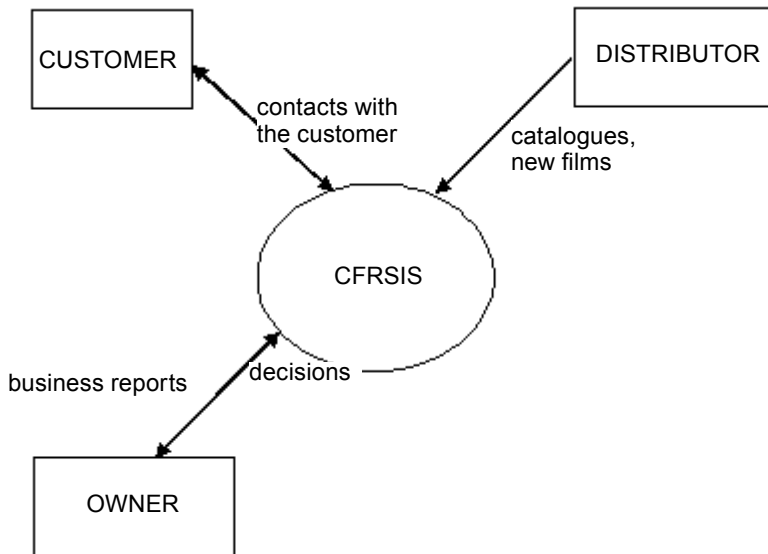 CUSTOMER
DISTRIBUTOR
contacts with
the customer
catalogues,
new films
CFRSIS
business reports
decisions
OWNER